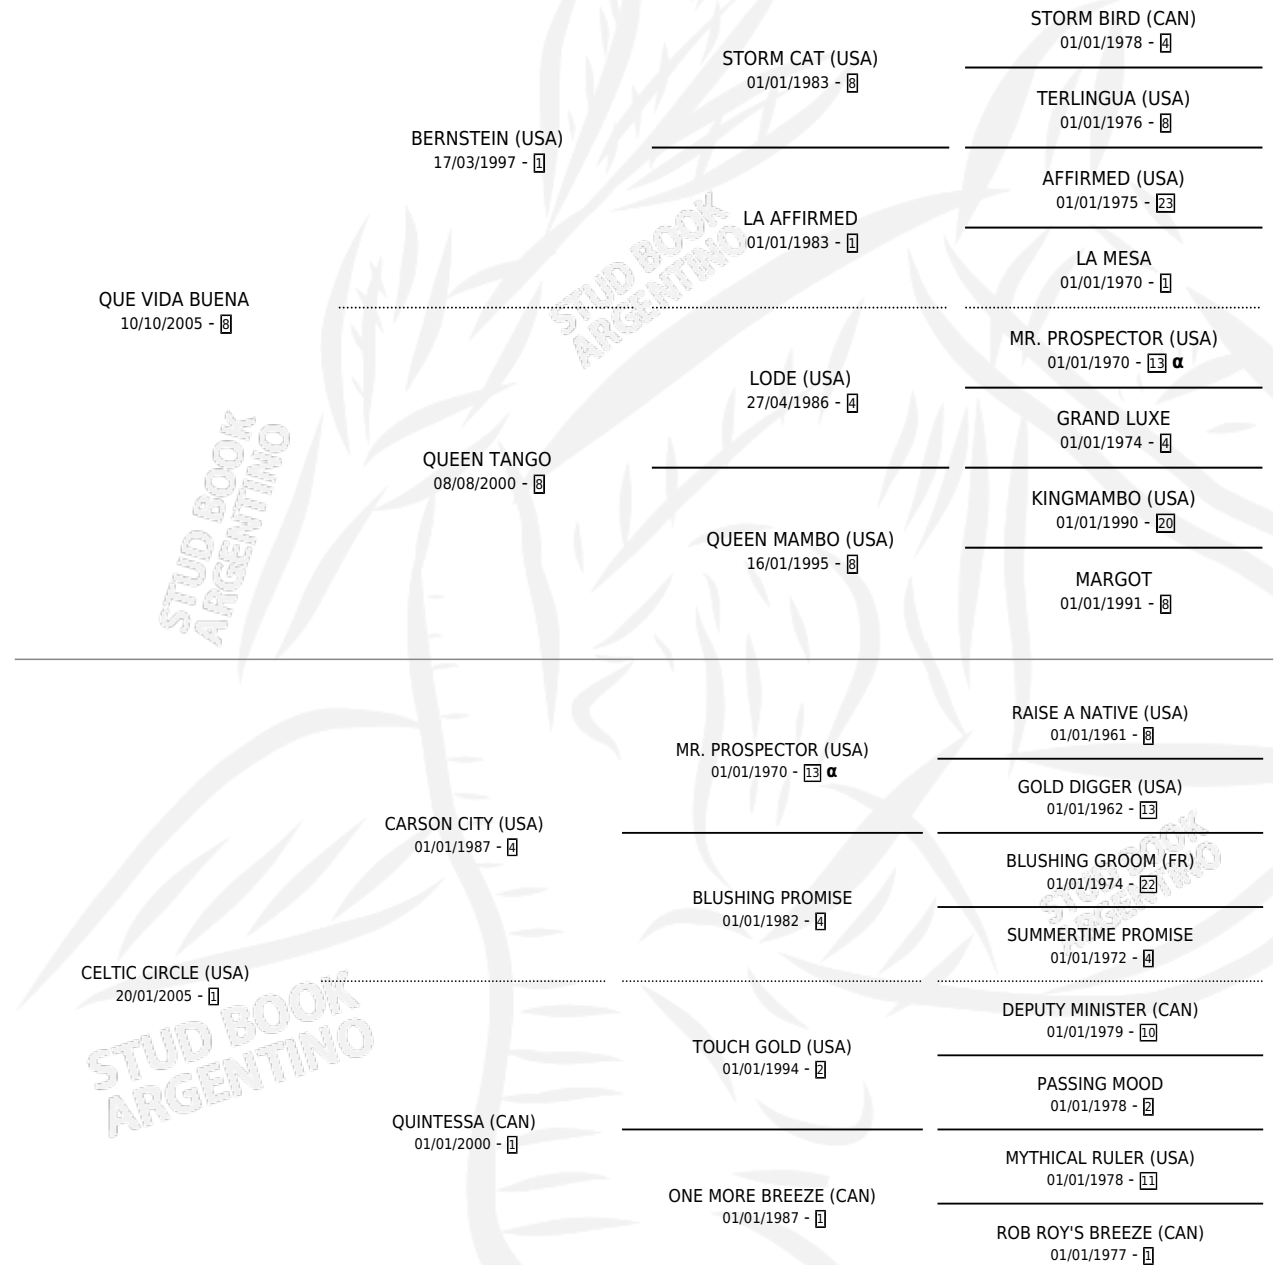 STORM BIRD (CAN)
01/01/1978 - 4
STORM CAT (USA)
01/01/1983 - 8
TERLINGUA (USA)
01/01/1976 - 8
BERNSTEIN (USA)
17/03/1997 - 1
AFFIRMED (USA)
01/01/1975 - 23
LA AFFIRMED
01/01/1983 - 1
LA MESA
01/01/1970 - 1
QUE VIDA BUENA
10/10/2005 - 8
MR. PROSPECTOR (USA)
01/01/1970 - 13 α
LODE (USA)
27/04/1986 - 4
GRAND LUXE
01/01/1974 - 4
QUEEN TANGO
08/08/2000 - 8
KINGMAMBO (USA)
01/01/1990 - 20
QUEEN MAMBO (USA)
16/01/1995 - 8
MARGOT
01/01/1991 - 8
RAISE A NATIVE (USA)
01/01/1961 - 8
MR. PROSPECTOR (USA)
01/01/1970 - 13 α
GOLD DIGGER (USA)
01/01/1962 - 13
CARSON CITY (USA)
01/01/1987 - 4
BLUSHING GROOM (FR)
01/01/1974 - 22
BLUSHING PROMISE
01/01/1982 - 4
SUMMERTIME PROMISE
01/01/1972 - 4
CELTIC CIRCLE (USA)
20/01/2005 - 1
DEPUTY MINISTER (CAN)
01/01/1979 - 10
TOUCH GOLD (USA)
01/01/1994 - 2
PASSING MOOD
01/01/1978 - 2
QUINTESSA (CAN)
01/01/2000 - 1
MYTHICAL RULER (USA)
01/01/1978 - 11
ONE MORE BREEZE (CAN)
01/01/1987 - 1
ROB ROY'S BREEZE (CAN)
01/01/1977 - 1
STUD BOOK
ARGENTINO
STUD BOOK
ARGENTINO
STUD BOOK
ARGENTINO
STUD BOOK
ARGENTINO